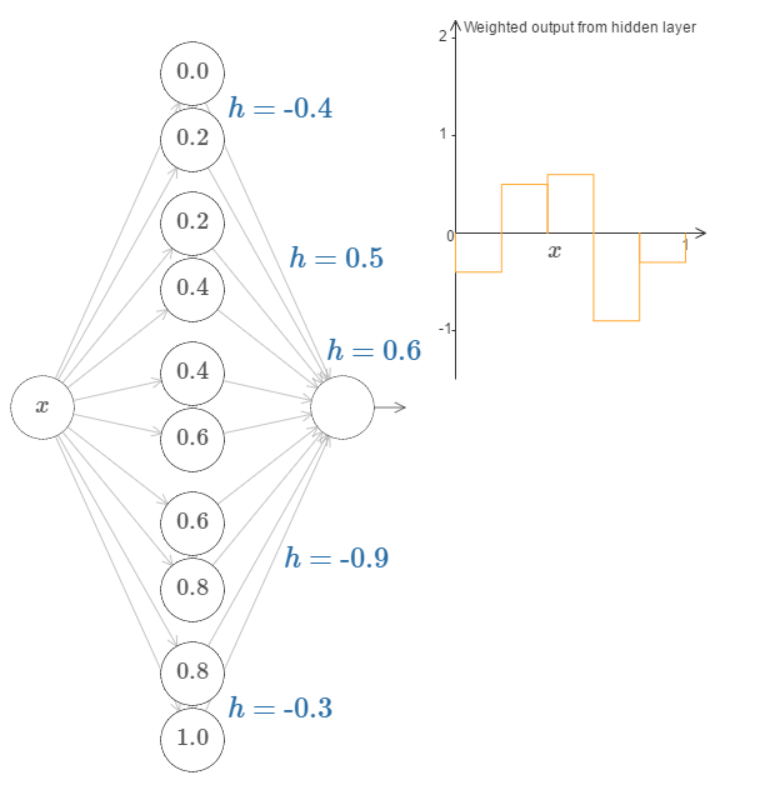 Weighted output from hidden layer
2
1
0
-1
x
1
0.0
h = -0.4
0.2
0.2
h = 0.5
0.4
h = 0.6
0.4
x
0.6
0.6
h = -0.9
0.8
0.8
h = -0.3
1.0